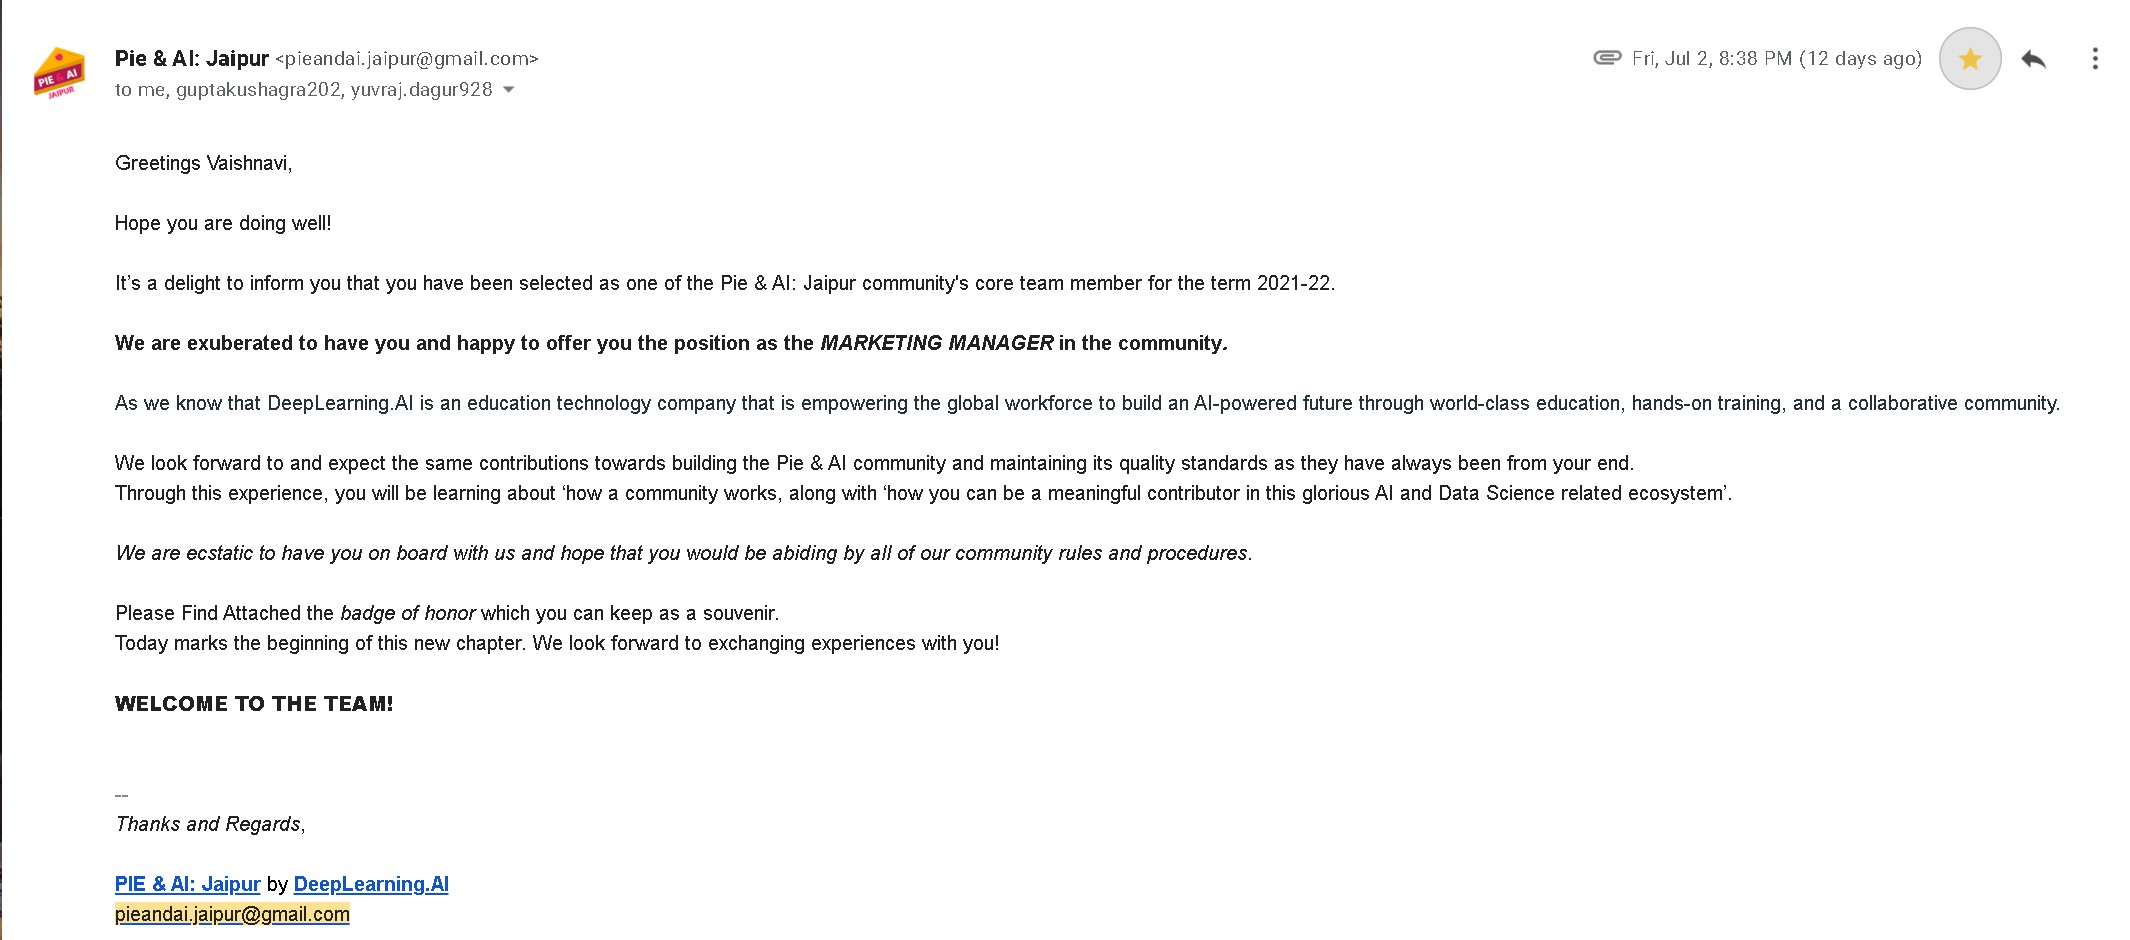 Pie & AI: Jaipur <pieandai.jaipur@gmail.com>
Fri, Jul 2, 8:38 PM (12 days ago)
to me, guptakushagra202, yuvraj.dagur928
PIE & AI
JAIPUR
Greetings Vaishnavi,
Hope you are doing well!
It’s a delight to inform you that you have been selected as one of the Pie & AI: Jaipur community's core team member for the term 2021-22.
We are exuberated to have you and happy to offer you the position as the MARKETING MANAGER in the community.
As we know that DeepLearning.AI is an education technology company that is empowering the global workforce to build an AI-powered future through world-class education, hands-on training, and a collaborative community.
We look forward to and expect the same contributions towards building the Pie & AI community and maintaining its quality standards as they have always been from your end.
Through this experience, you will be learning about ‘how a community works, along with ‘how you can be a meaningful contributor in this glorious AI and Data Science related ecosystem’.
We are ecstatic to have you on board with us and hope that you would be abiding by all of our community rules and procedures.
Please Find Attached the badge of honor which you can keep as a souvenir.
Today marks the beginning of this new chapter. We look forward to exchanging experiences with you!
WELCOME TO THE TEAM!
--
Thanks and Regards,
PIE & AI: Jaipur by DeepLearning.AI
pieandai.jaipur@gmail.com